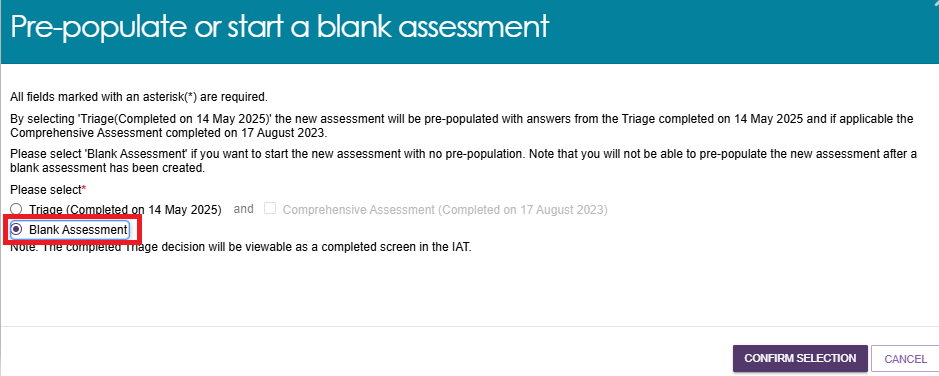 Pre-populate or start a blank assessment
All fields marked with an asterisk(*) are required.
By selecting 'Triage(Completed on 14 May 2025)' the new assessment will be pre-populated with answers from the Triage completed on 14 May 2025 and if applicable the
Comprehensive Assessment completed on 17 August 2023.
Please select 'Blank Assessment' if you want to start the new assessment with no pre-population. Note that you will not be able to pre-populate the new assessment after a
blank assessment has been created.
Please select*
Triage (Completed on 14 May 2025) and Comprehensive Assessment (Completed on 17 August 2023)
Blank Assessment
Note: The completed Triage decision will be viewable as a completed screen in the IAT.
CONFIRM SELECTION CANCEL